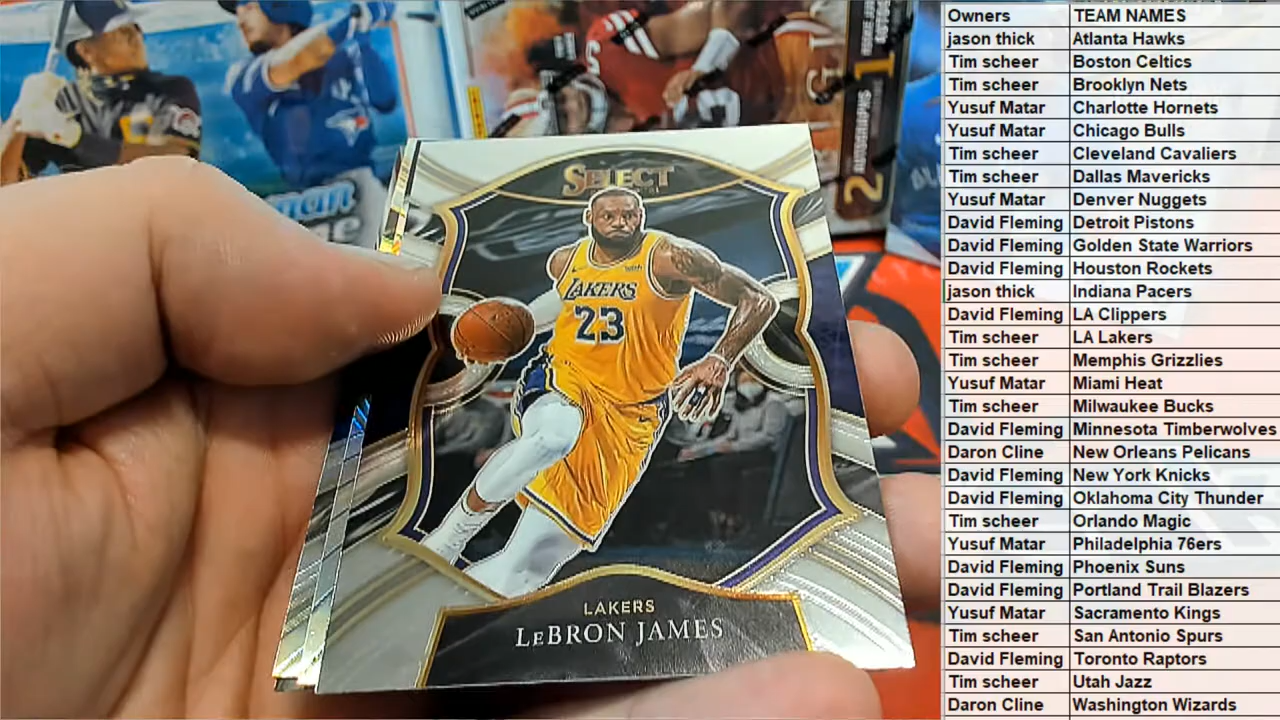 SELECT
LAKERS
23
LAKERS
LeBRON JAMES
2 AUTOGRAPHS
1
Owners TEAM NAMES
jason thick Atlanta Hawks
Tim scheer Boston Celtics
Tim scheer Brooklyn Nets
Yusuf Matar Charlotte Hornets
Yusuf Matar Chicago Bulls
Tim scheer Cleveland Cavaliers
Tim scheer Dallas Mavericks
Yusuf Matar Denver Nuggets
David Fleming Detroit Pistons
David Fleming Golden State Warriors
David Fleming Houston Rockets
jason thick Indiana Pacers
David Fleming LA Clippers
Tim scheer LA Lakers
Tim scheer Memphis Grizzlies
Yusuf Matar Miami Heat
Tim scheer Milwaukee Bucks
David Fleming Minnesota Timberwolves
Daron Cline New Orleans Pelicans
David Fleming New York Knicks
David Fleming Oklahoma City Thunder
Tim scheer Orlando Magic
Yusuf Matar Philadelphia 76ers
David Fleming Phoenix Suns
David Fleming Portland Trail Blazers
Yusuf Matar Sacramento Kings
Tim scheer San Antonio Spurs
David Fleming Toronto Raptors
Tim scheer Utah Jazz
Daron Cline Washington Wizards